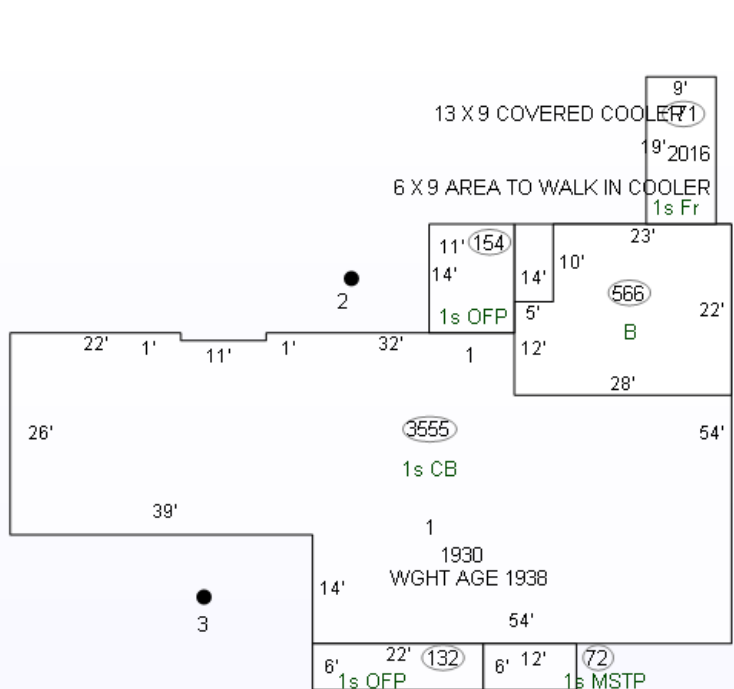 9'
13 X 9 COVERED COOLER 171
19' 2016
6 X 9 AREA TO WALK IN COOLER
1s Fr
23'
11' 154
10'
14' 14'
566
22'
2
1s OFP 5'
B
22' 1' 11' 1' 32' 1 12'
28'
26' 3555 54'
1s CB
39'
1
1930
WGHT AGE 1938
14'
54'
3
22' 132 12' 72
6' 6'
1s OFP 1s MSTP